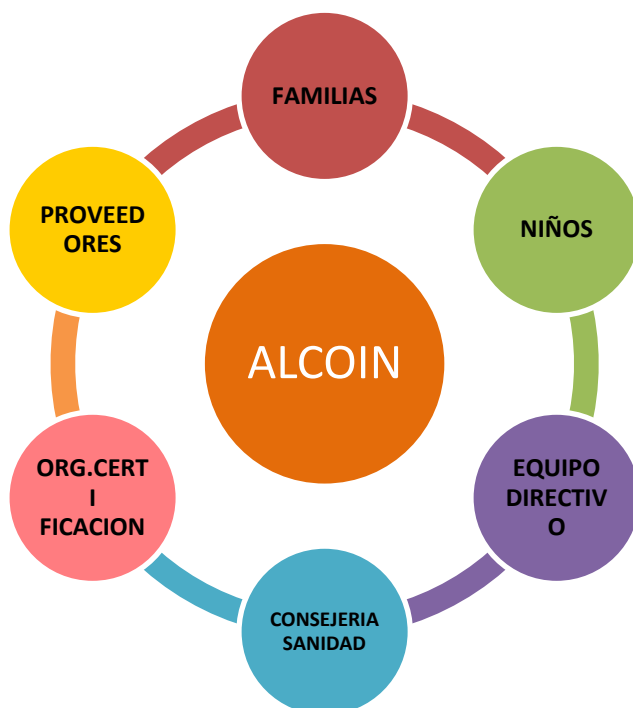 FAMILIAS
PROVEED
ORES
NIÑOS
ALCOIN
ORG.CERT
I
FICACION
EQUIPO
DIRECTIV
O
CONSEJERIA
SANIDAD